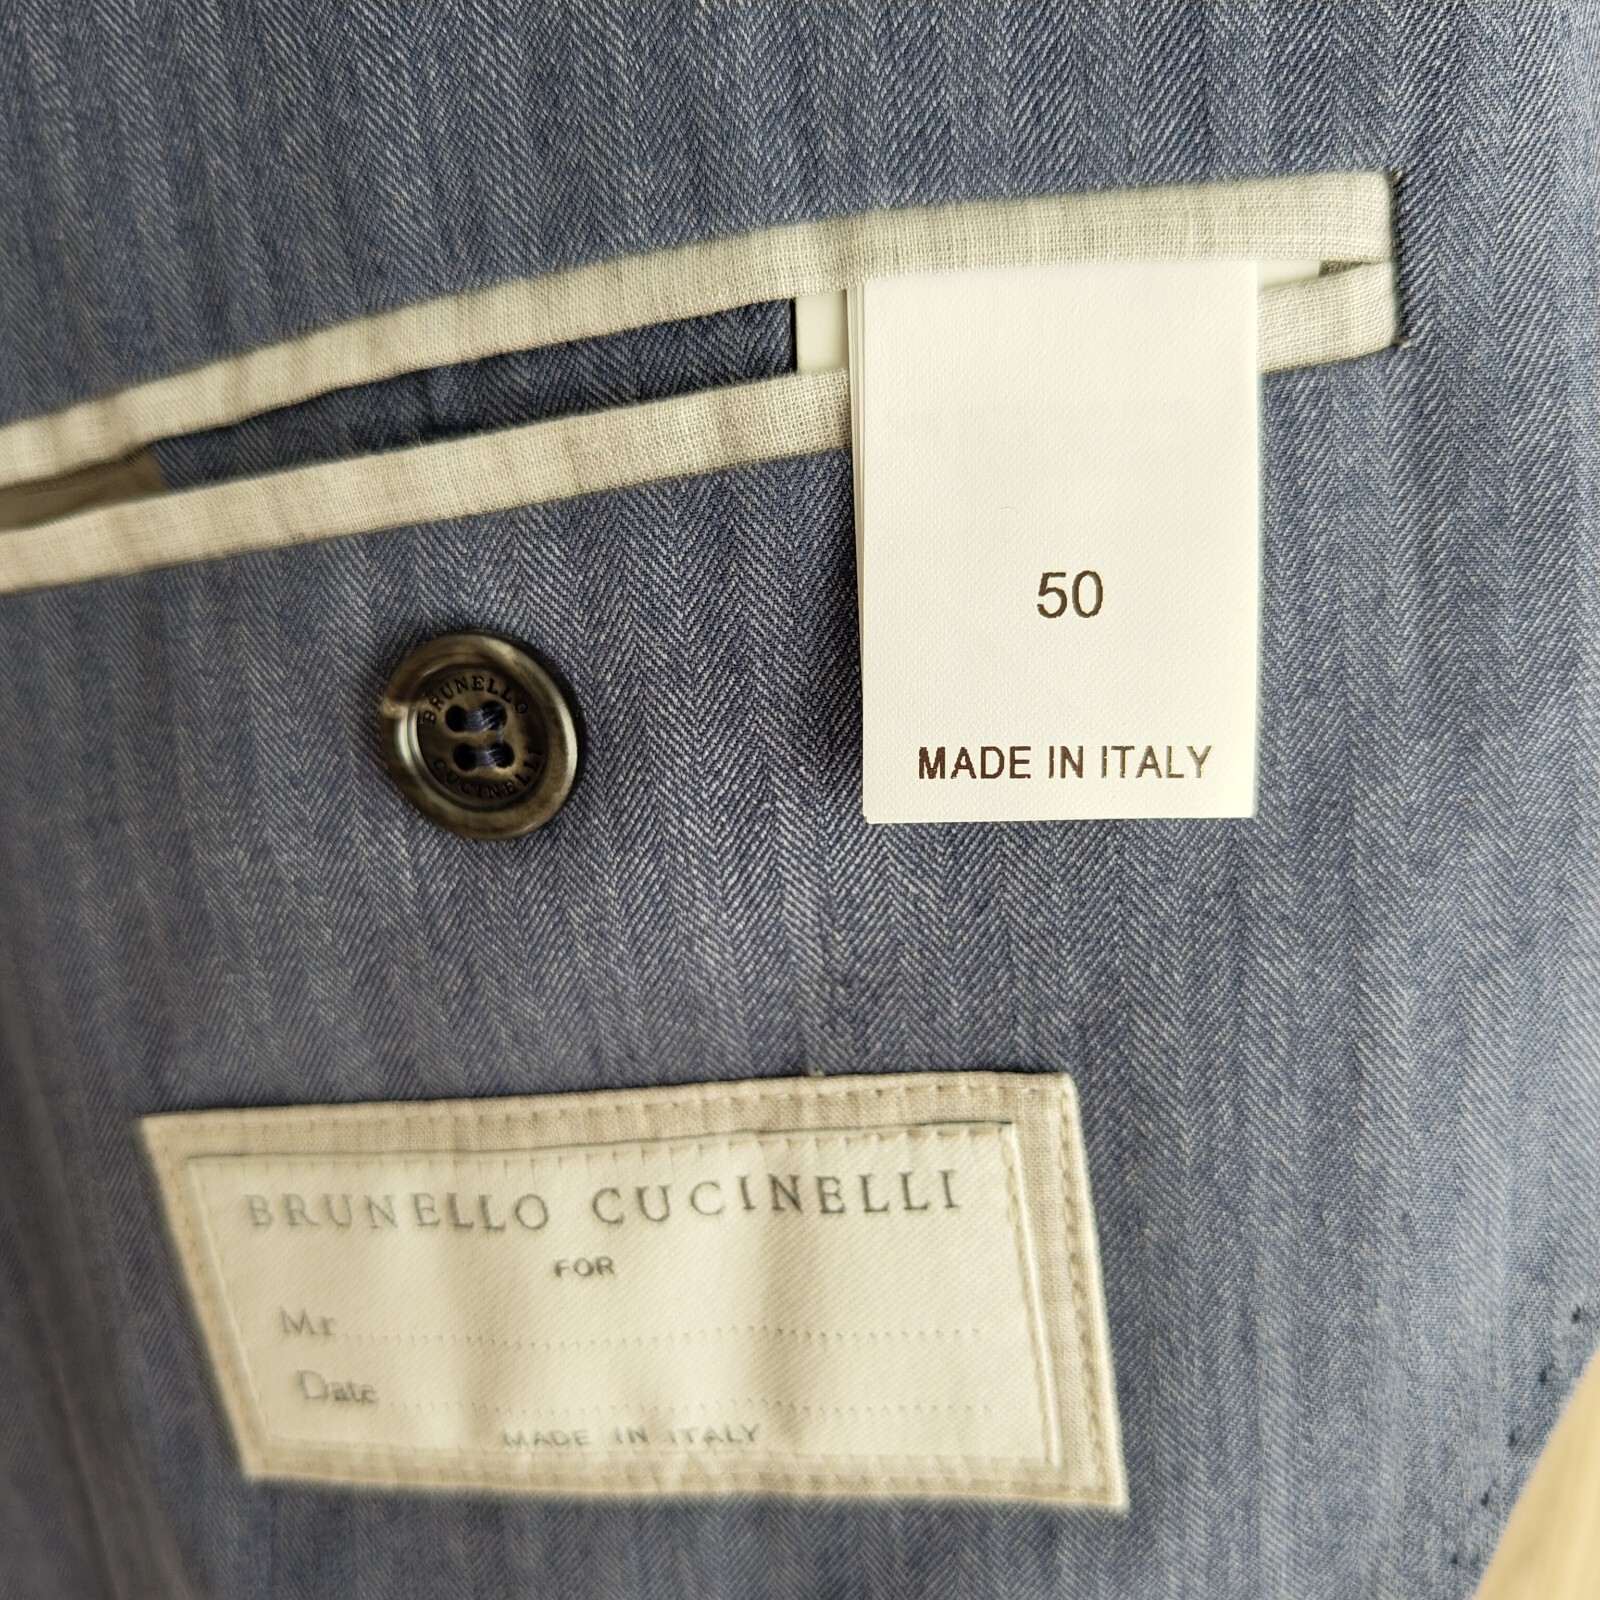 50
MADE IN ITALY
BRUNELLO
CUCINELLI
BRUNELLO CUCINELLI
FOR
Mr
Date
MADE IN ITALY